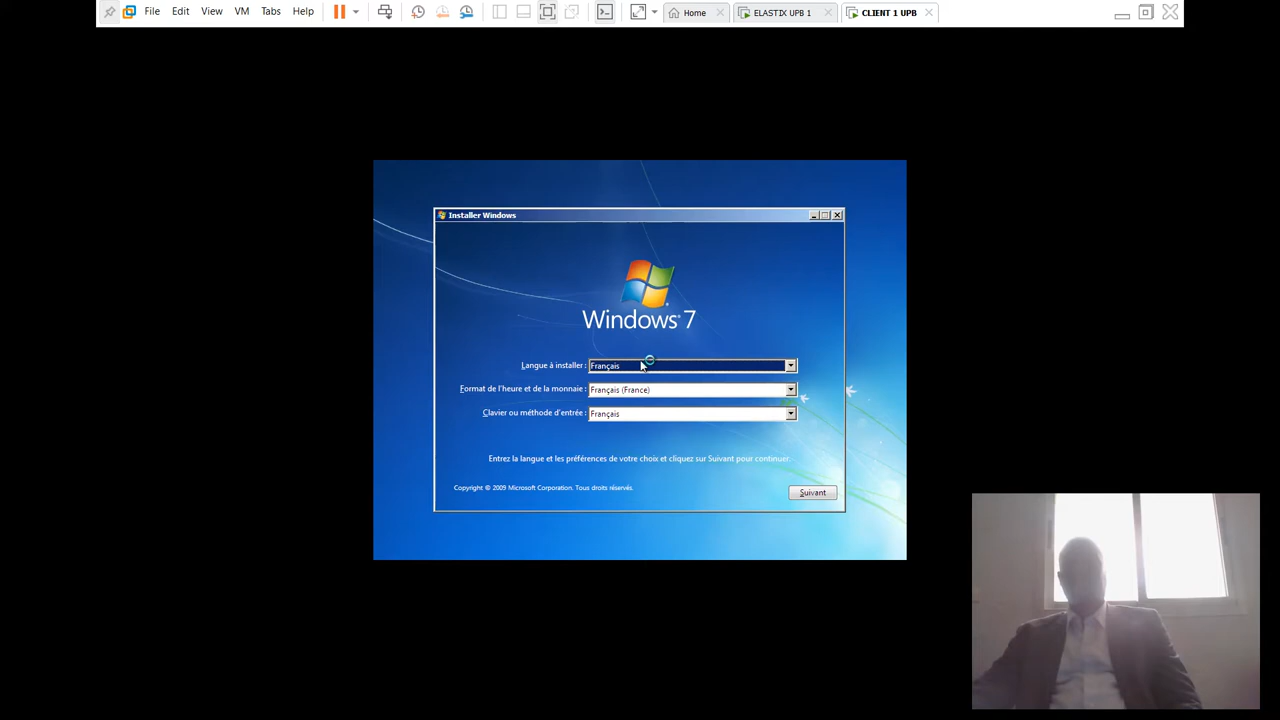 File Edit View VM Tabs Help Home ELASTIX UPB 1 CLIENT 1 UPB
Installer Windows
Windows 7
Langue à installer : Français
Format de l'heure et de la monnaie : Français (France)
Clavier ou méthode d'entrée : Français
Entrez la langue et les préférences de votre choix et cliquez sur Suivant pour continuer.
Copyright © 2009 Microsoft Corporation. Tous droits réservés.
Suivant